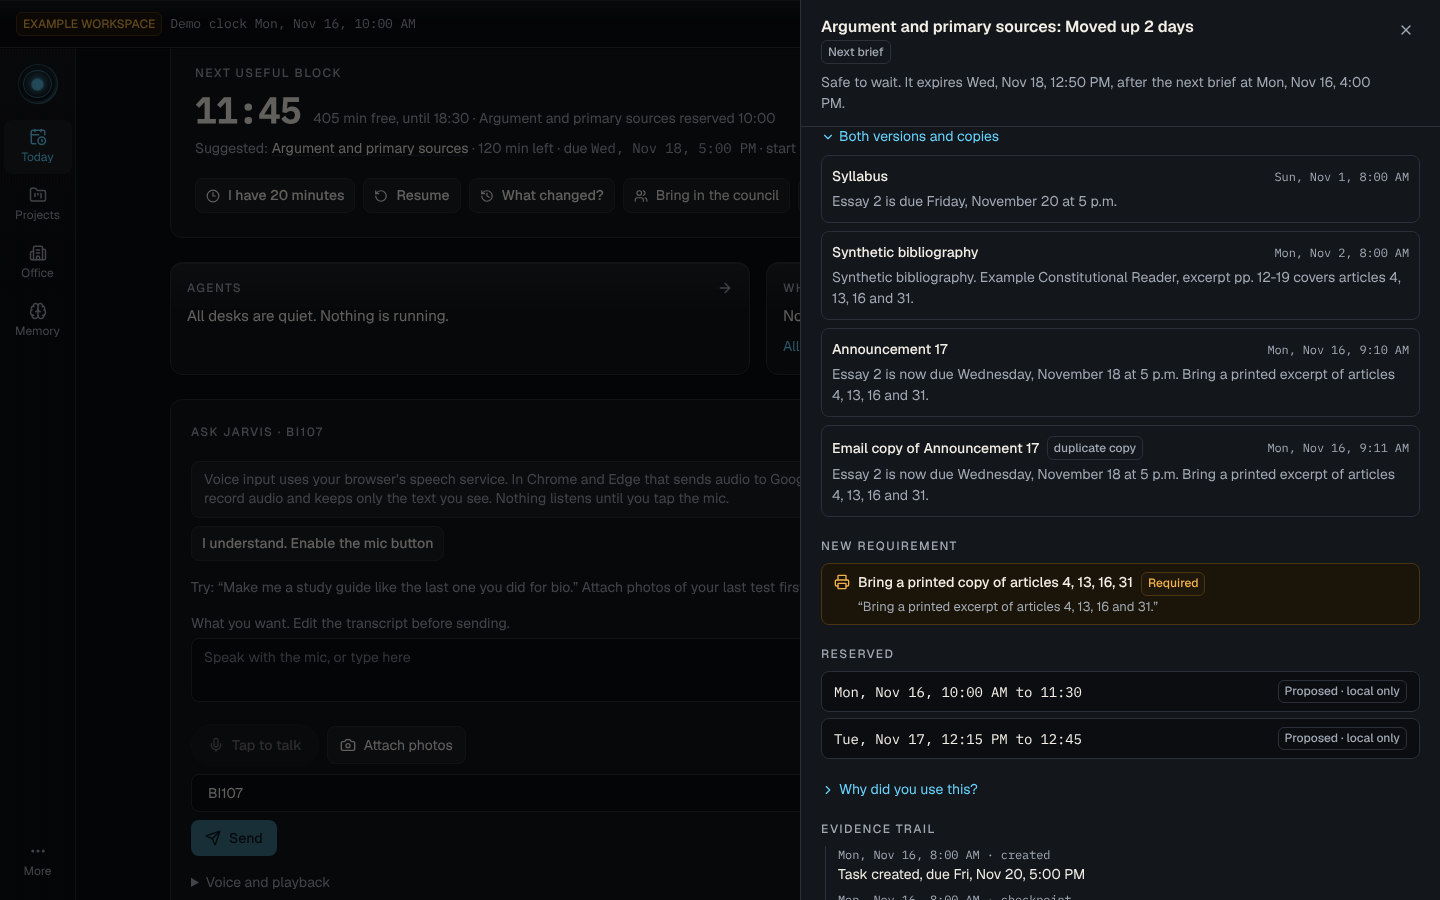 EXAMPLE WORKSPACE
Demo clock Mon, Nov 16, 10:00 AM
Today
Projects
Office
Memory
More
NEXT USEFUL BLOCK
11:45
405 min free, until 18:30 · Argument and primary sources reserved 10:00
Suggested: Argument and primary sources · 120 min left · due Wed, Nov 18, 5:00 PM · start
I have 20 minutes
Resume
What changed?
Bring in the council
AGENTS
All desks are quiet. Nothing is running.
WH
No
All
ASK JARVIS · BI107
Voice input uses your browser's speech service. In Chrome and Edge that sends audio to Goog
record audio and keeps only the text you see. Nothing listens until you tap the mic.
I understand. Enable the mic button
Try: “Make me a study guide like the last one you did for bio.” Attach photos of your last test firs
What you want. Edit the transcript before sending.
Speak with the mic, or type here
Tap to talk
Attach photos
BI107
Send
Voice and playback
Argument and primary sources: Moved up 2 days
Next brief
Safe to wait. It expires Wed, Nov 18, 12:50 PM, after the next brief at Mon, Nov 16, 4:00
PM.
Both versions and copies
Syllabus
Sun, Nov 1, 8:00 AM
Essay 2 is due Friday, November 20 at 5 p.m.
Synthetic bibliography
Mon, Nov 2, 8:00 AM
Synthetic bibliography. Example Constitutional Reader, excerpt pp. 12-19 covers articles 4,
13, 16 and 31.
Announcement 17
Mon, Nov 16, 9:10 AM
Essay 2 is now due Wednesday, November 18 at 5 p.m. Bring a printed excerpt of articles
4, 13, 16 and 31.
Email copy of Announcement 17
duplicate copy
Mon, Nov 16, 9:11 AM
Essay 2 is now due Wednesday, November 18 at 5 p.m. Bring a printed excerpt of articles
4, 13, 16 and 31.
NEW REQUIREMENT
Bring a printed copy of articles 4, 13, 16, 31
Required
“Bring a printed excerpt of articles 4, 13, 16 and 31.”
RESERVED
Mon, Nov 16, 10:00 AM to 11:30
Proposed · local only
Tue, Nov 17, 12:15 PM to 12:45
Proposed · local only
Why did you use this?
EVIDENCE TRAIL
Mon, Nov 16, 8:00 AM · created
Task created, due Fri, Nov 20, 5:00 PM
Mon, Nov 16, 8:00 AM · checkpoint